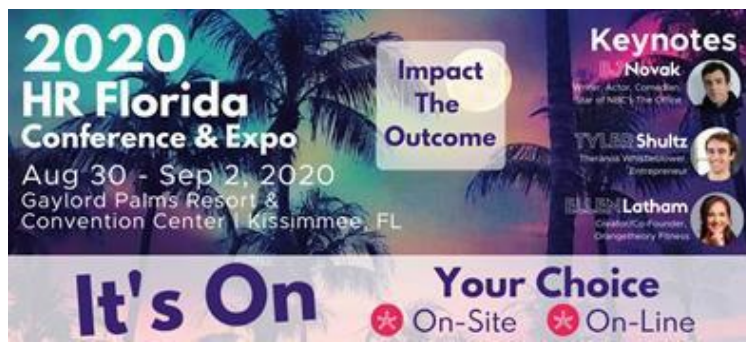 2020
HR Florida
Conference & Expo
Aug 30 - Sep 2, 2020
Gaylord Palms Resort &
Convention Center | Kissimmee, FL
Impact
The
Outcome
Keynotes
BJ Novak
Writer, Actor, Comedian,
Star of NBC's The Office
TYLER Shultz
Theranos Whistleblower,
Entrepreneur
ELLEN Latham
Creator/Co-Founder,
Orangetheory Fitness
It's On
Your Choice
On-Site
On-Line